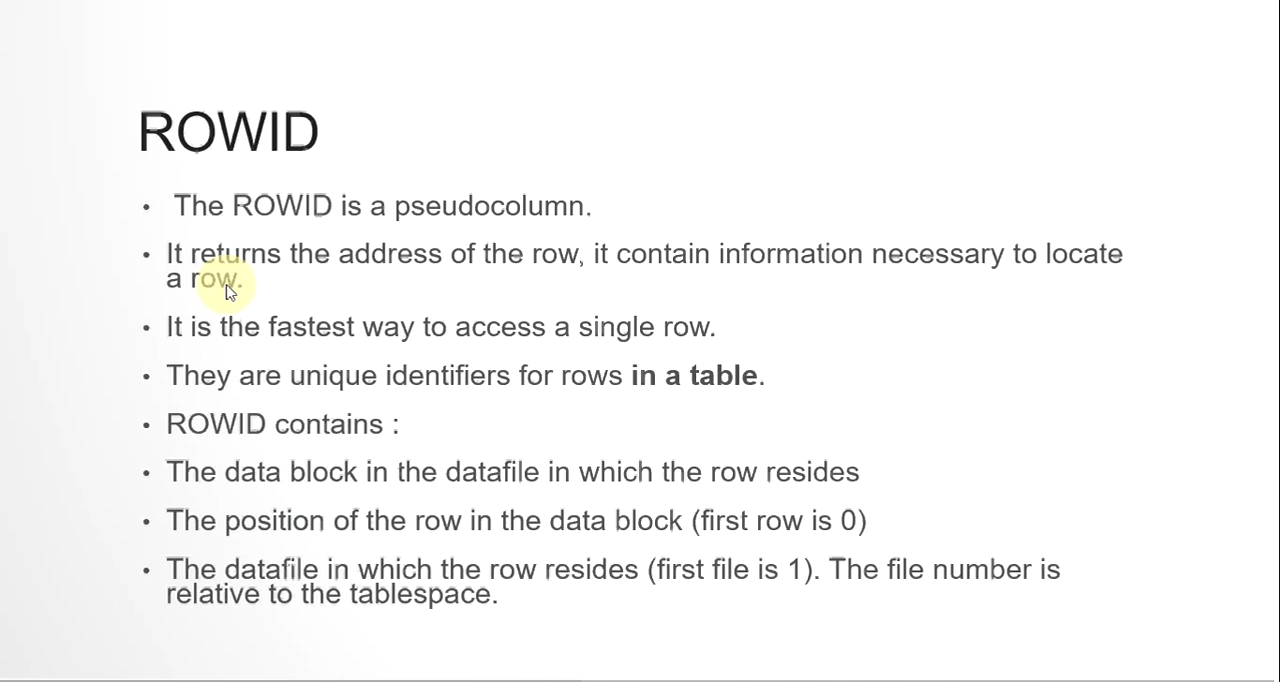 ROWID
• The ROWID is a pseudocolumn.
• It returns the address of the row, it contain information necessary to locate
a row.
• It is the fastest way to access a single row.
• They are unique identifiers for rows in a table.
• ROWID contains :
• The data block in the datafile in which the row resides
• The position of the row in the data block (first row is 0)
• The datafile in which the row resides (first file is 1). The file number is
relative to the tablespace.